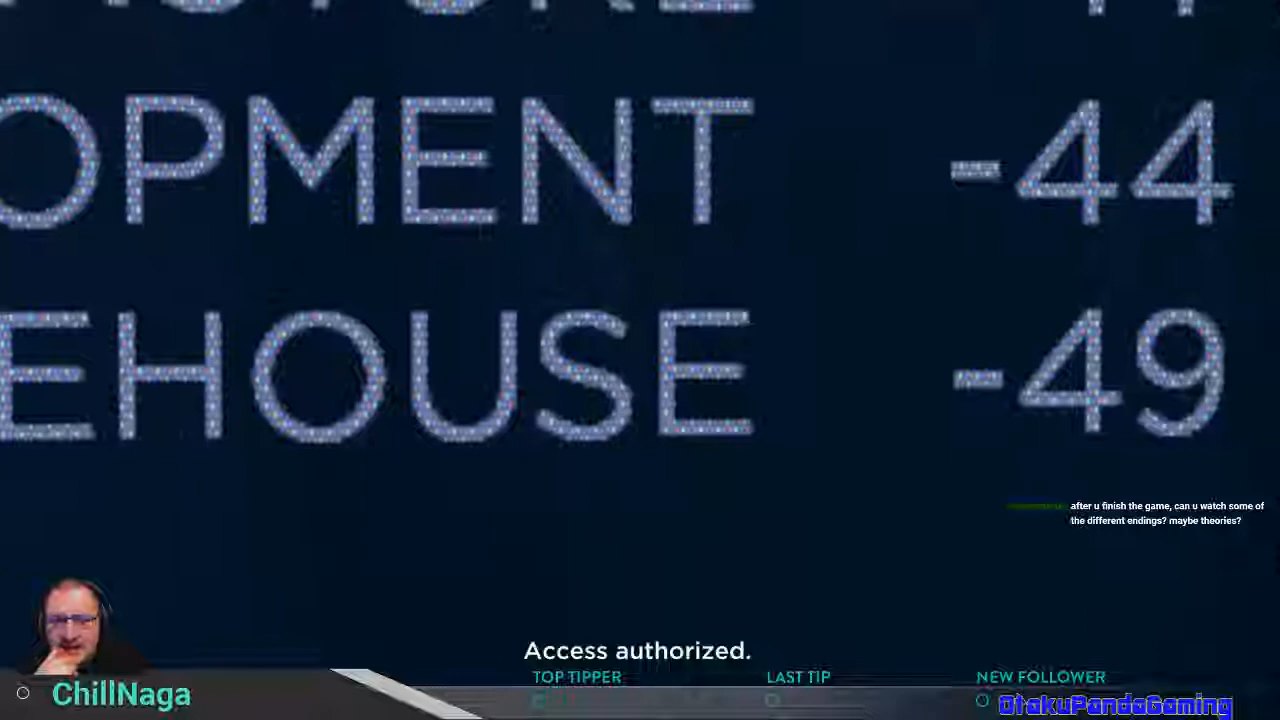 OPMENT -44
EHOUSE -49
after u finish the game, can u watch some of
the different endings? maybe theories?
Access authorized.
TOP TIPPER LAST TIP NEW FOLLOWER
ChillNaga OtakuPandaGaming